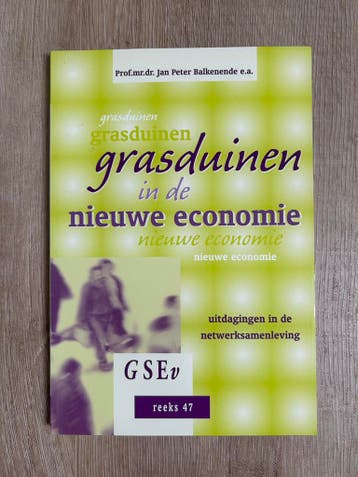 Prof.mr.dr. Jan Peter Balkenende e.a.
grasduinen
grasduinen
grasduinen
in de
nieuwe economie
nieuwe economie
nieuwe economie
uitdagingen in de
netwerksamenleving
GSEv
reeks 47